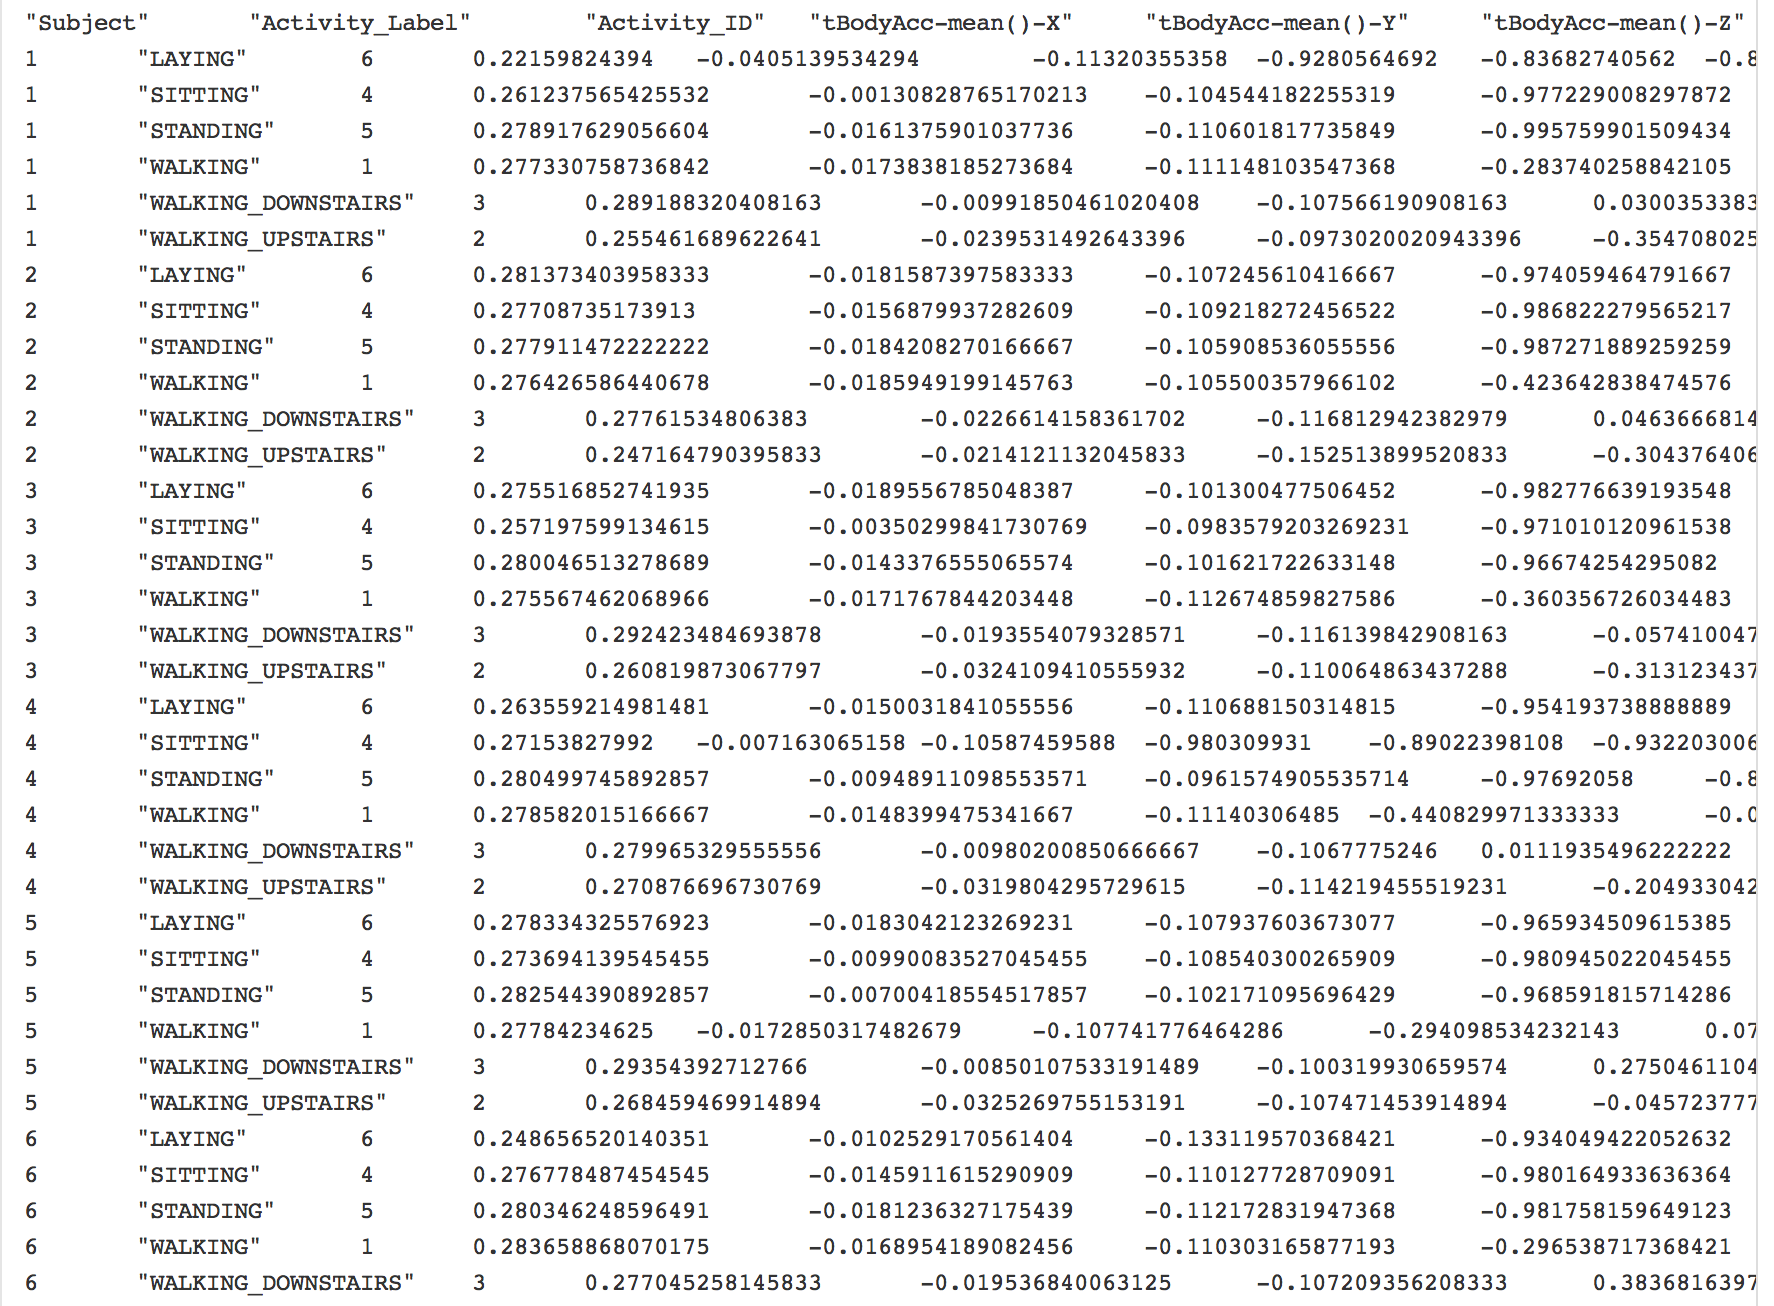 "Subject" "Activity_Label" "Activity_ID" "tBodyAcc-mean()-X" "tBodyAcc-mean()-Y" "tBodyAcc-mean()-Z"
1 "LAYING" 6 0.22159824394 -0.0405139534294 -0.11320355358 -0.9280564692 -0.83682740562 -0.8
1 "SITTING" 4 0.261237565425532 -0.00130828765170213 -0.104544182255319 -0.977229008297872
1 "STANDING" 5 0.278917629056604 -0.0161375901037736 -0.110601817735849 -0.995759901509434
1 "WALKING" 1 0.277330758736842 -0.0173838185273684 -0.111148103547368 -0.283740258842105
1 "WALKING_DOWNSTAIRS" 3 0.289188320408163 -0.00991850461020408 -0.107566190908163 0.0300353383
1 "WALKING_UPSTAIRS" 2 0.255461689622641 -0.0239531492643396 -0.0973020020943396 -0.354708025
2 "LAYING" 6 0.281373403958333 -0.0181587397583333 -0.107245610416667 -0.974059464791667
2 "SITTING" 4 0.27708735173913 -0.0156879937282609 -0.109218272456522 -0.986822279565217
2 "STANDING" 5 0.277911472222222 -0.0184208270166667 -0.105908536055556 -0.987271889259259
2 "WALKING" 1 0.276426586440678 -0.0185949199145763 -0.105500357966102 -0.423642838474576
2 "WALKING_DOWNSTAIRS" 3 0.27761534806383 -0.0226614158361702 -0.116812942382979 0.0463666814
2 "WALKING_UPSTAIRS" 2 0.247164790395833 -0.0214121132045833 -0.152513899520833 -0.304376406
3 "LAYING" 6 0.275516852741935 -0.0189556785048387 -0.101300477506452 -0.982776639193548
3 "SITTING" 4 0.257197599134615 -0.00350299841730769 -0.0983579203269231 -0.971010120961538
3 "STANDING" 5 0.280046513278689 -0.0143376555065574 -0.101621722633148 -0.96674254295082
3 "WALKING" 1 0.275567462068966 -0.0171767844203448 -0.112674859827586 -0.360356726034483
3 "WALKING_DOWNSTAIRS" 3 0.292423484693878 -0.0193554079328571 -0.116139842908163 -0.057410047
3 "WALKING_UPSTAIRS" 2 0.260819873067797 -0.0324109410555932 -0.110064863437288 -0.313123437
4 "LAYING" 6 0.263559214981481 -0.0150031841055556 -0.110688150314815 -0.954193738888889
4 "SITTING" 4 0.27153827992 -0.007163065158 -0.10587459588 -0.980309931 -0.89022398108 -0.932203006
4 "STANDING" 5 0.280499745892857 -0.00948911098553571 -0.0961574905535714 -0.97692058 -0.8
4 "WALKING" 1 0.278582015166667 -0.0148399475341667 -0.11140306485 -0.440829971333333 -0.0
4 "WALKING_DOWNSTAIRS" 3 0.279965329555556 -0.00980200850666667 -0.1067775246 0.0111935496222222
4 "WALKING_UPSTAIRS" 2 0.270876696730769 -0.0319804295729615 -0.114219455519231 -0.204933042
5 "LAYING" 6 0.278334325576923 -0.0183042123269231 -0.107937603673077 -0.965934509615385
5 "SITTING" 4 0.273694139545455 -0.00990083527045455 -0.108540300265909 -0.980945022045455
5 "STANDING" 5 0.282544390892857 -0.00700418554517857 -0.102171095696429 -0.968591815714286
5 "WALKING" 1 0.27784234625 -0.0172850317482679 -0.107741776464286 -0.294098534232143 0.07
5 "WALKING_DOWNSTAIRS" 3 0.29354392712766 -0.00850107533191489 -0.100319930659574 0.2750461104
5 "WALKING_UPSTAIRS" 2 0.268459469914894 -0.0325269755153191 -0.107471453914894 -0.045723777
6 "LAYING" 6 0.248656520140351 -0.0102529170561404 -0.133119570368421 -0.934049422052632
6 "SITTING" 4 0.276778487454545 -0.0145911615290909 -0.110127728709091 -0.980164933636364
6 "STANDING" 5 0.280346248596491 -0.0181236327175439 -0.112172831947368 -0.981758159649123
6 "WALKING" 1 0.283658868070175 -0.0168954189082456 -0.110303165877193 -0.296538717368421
6 "WALKING_DOWNSTAIRS" 3 0.277045258145833 -0.019536840063125 -0.107209356208333 0.3836816397